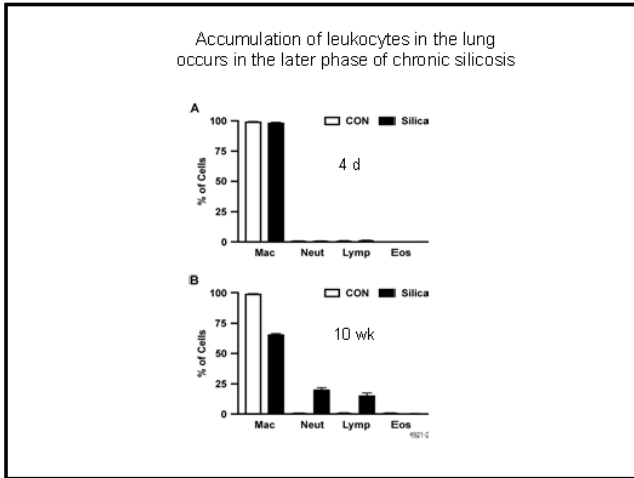 Accumulation of leukocytes in the lung
occurs in the later phase of chronic silicosis
A
CON Silica
100
75
50
25
0
% of Cells
4 d
Mac Neut Lymp Eos
B
CON Silica
100
75
50
25
0
% of Cells
10 wk
Mac Neut Lymp Eos